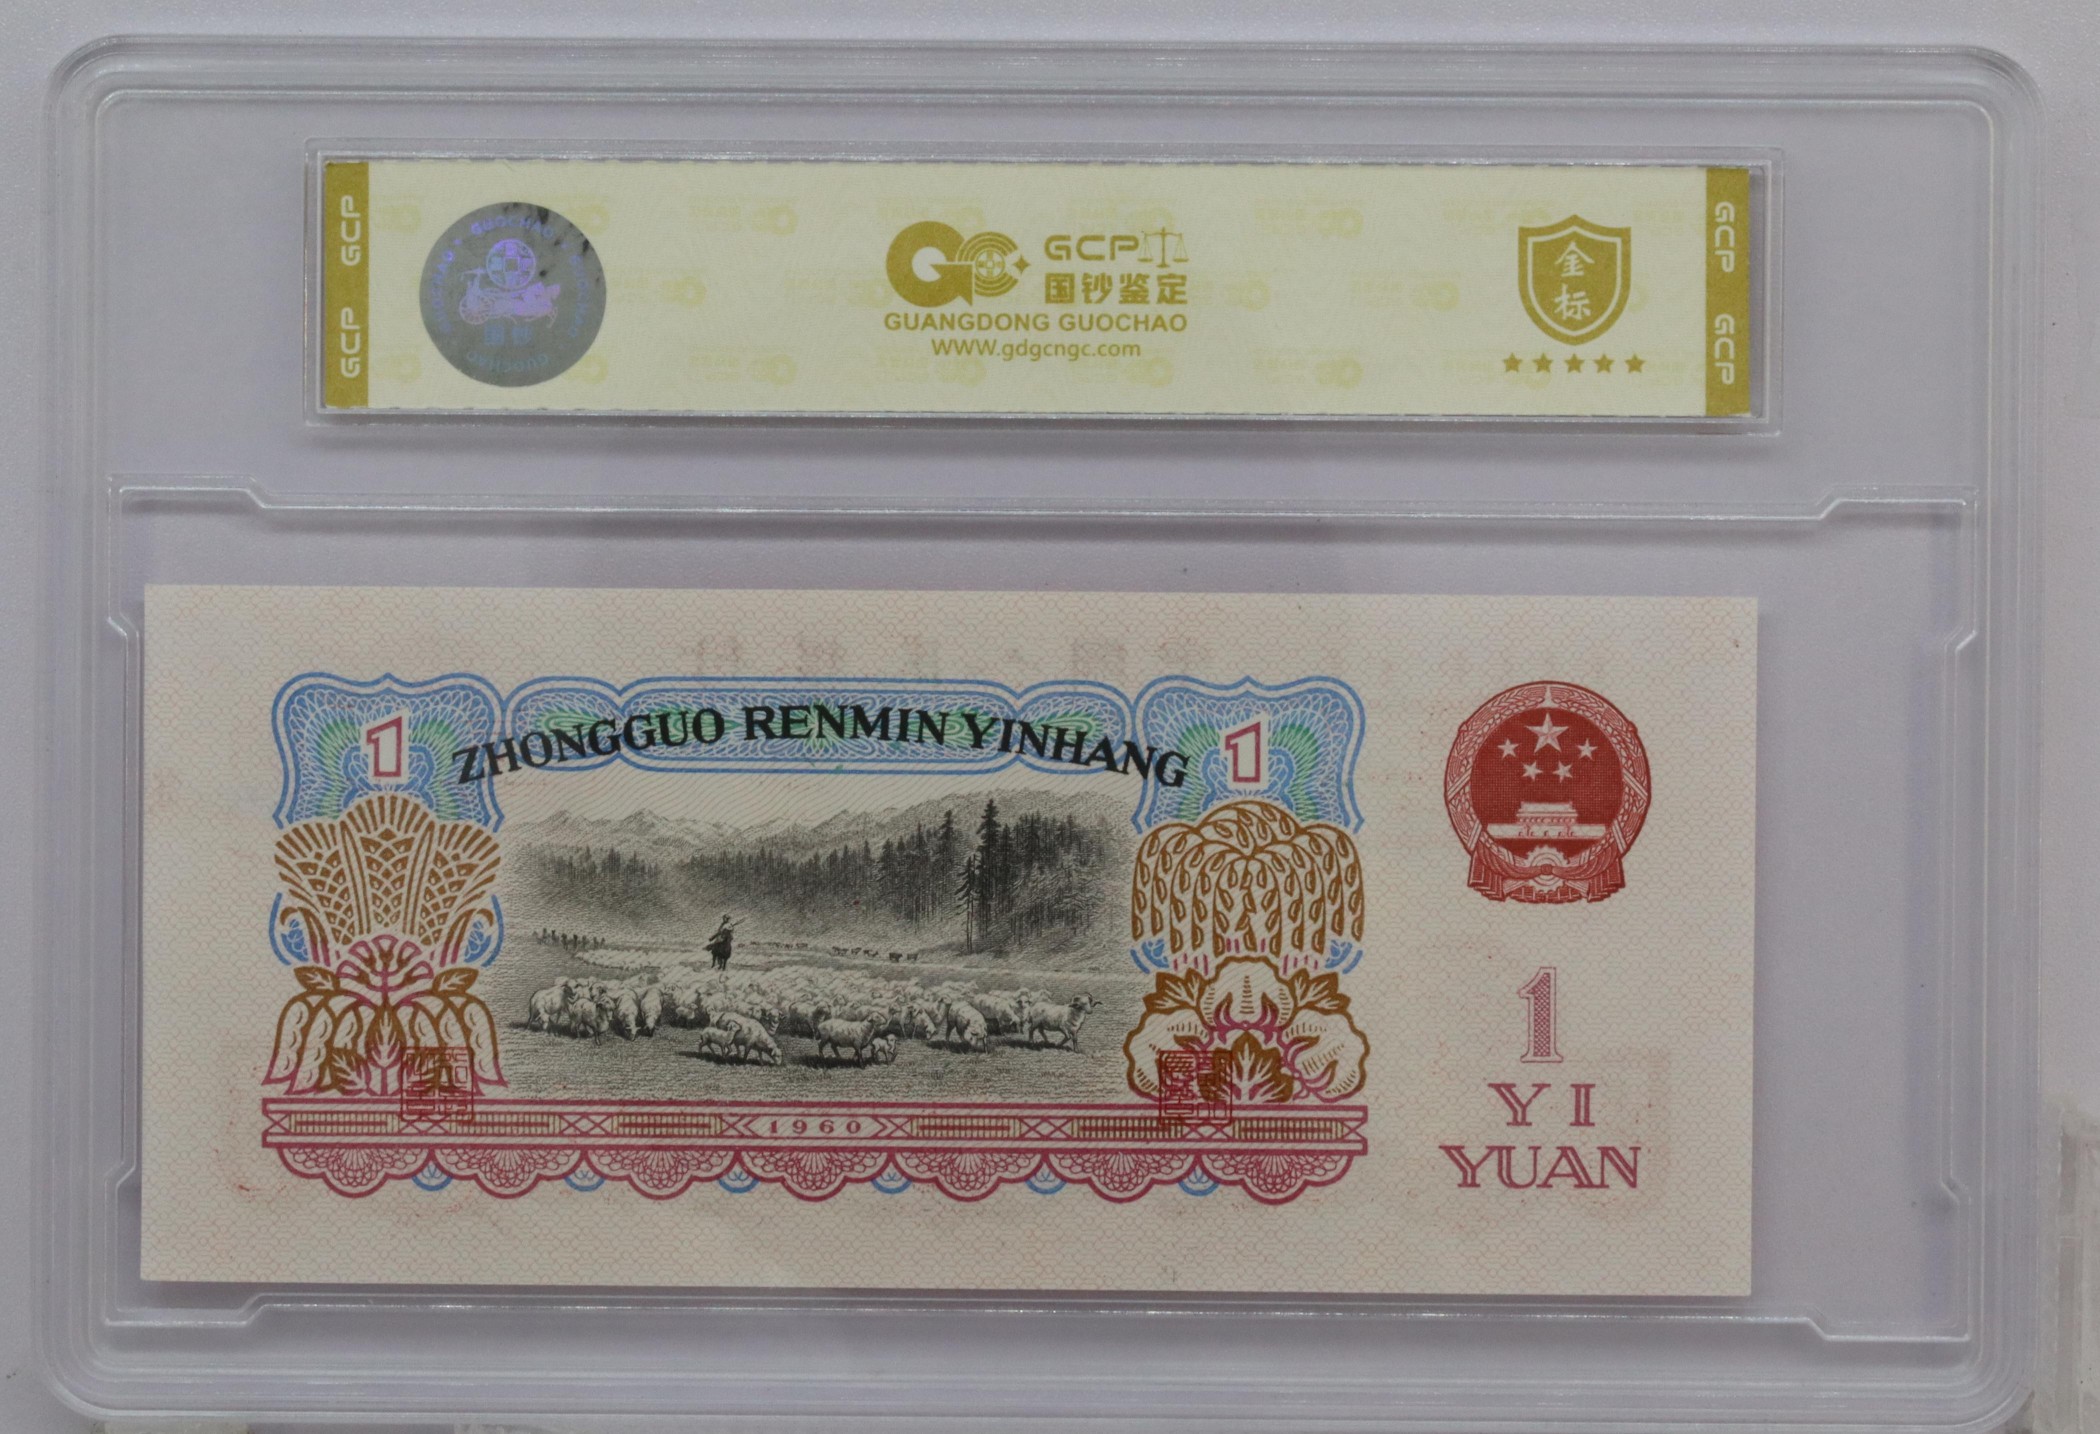 GCP GCP
GUOCHAO
GCP
国钞鉴定
GUANGDONG GUOCHAO
WWW.gdgcngc.com
金标
GCP GCP
1
ZHONGGUO RENMIN YINHANG
1
1960
1
YI
YUAN